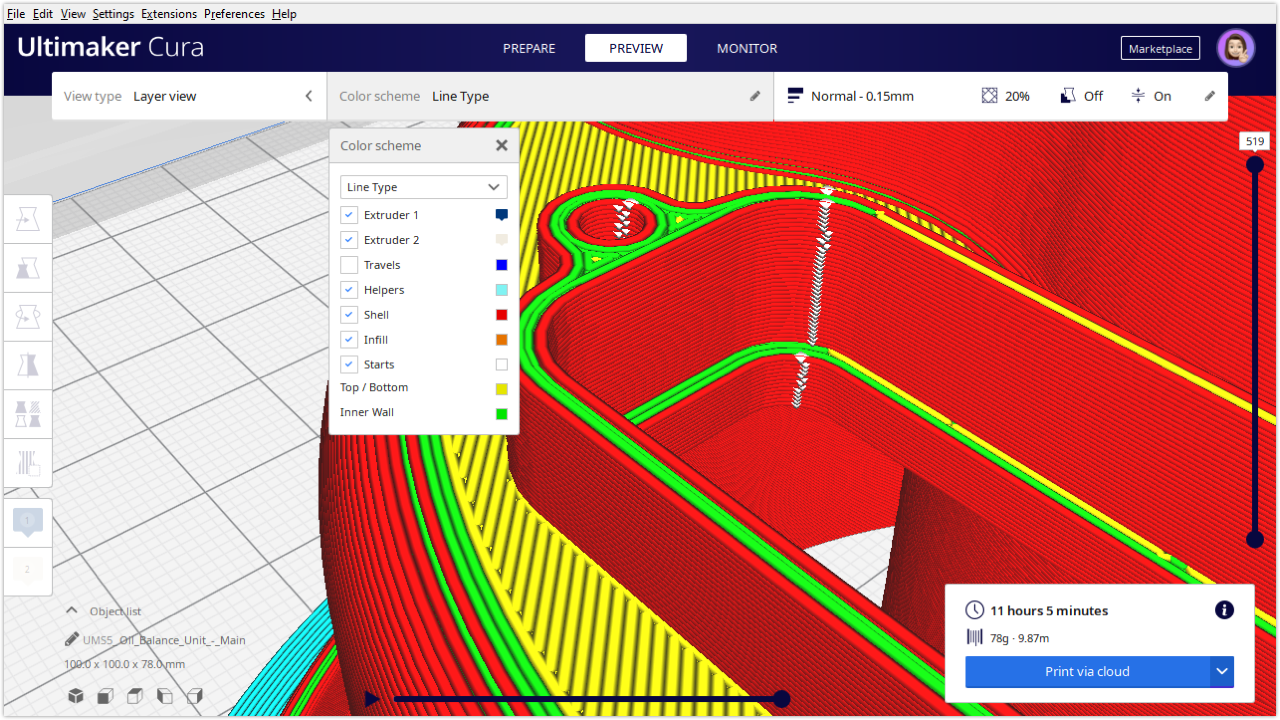 File Edit View Settings Extensions Preferences Help
Ultimaker Cura
PREPARE PREVIEW MONITOR
Marketplace
View type Layer view
Color scheme Line Type
Normal - 0.15mm 20% Off On
Color scheme
519
Line Type
Extruder 1
Extruder 2
Travels
Helpers
Shell
Infill
Starts
Top / Bottom
Inner Wall
1
2
Object list
UMS5_Oil_Balance_Unit_-_Main
100.0 x 100.0 x 78.0 mm
11 hours 5 minutes
78g · 9.87m
Print via cloud